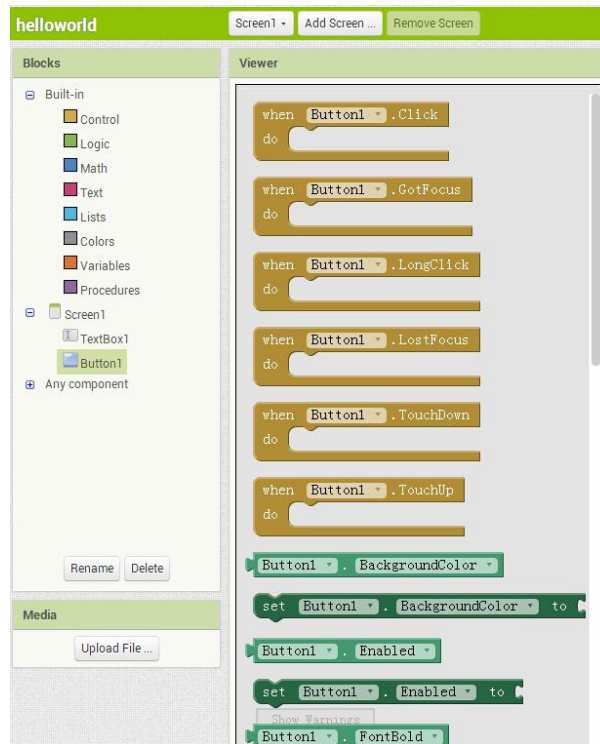 helloworld
Screen1
Add Screen ...
Remove Screen
Blocks
Built-in
Control
Logic
Math
Text
Lists
Colors
Variables
Procedures
Screen1
TextBox1
Button1
Any component
Rename
Delete
Media
Upload File ...
Viewer
when Button1 .Click
do
when Button1 .GotFocus
do
when Button1 .LongClick
do
when Button1 .LostFocus
do
when Button1 .TouchDown
do
when Button1 .TouchUp
do
Button1 . BackgroundColor
set Button1 . BackgroundColor to
Button1 . Enabled
set Button1 . Enabled to
Show Warnings
Button1 . FontBold